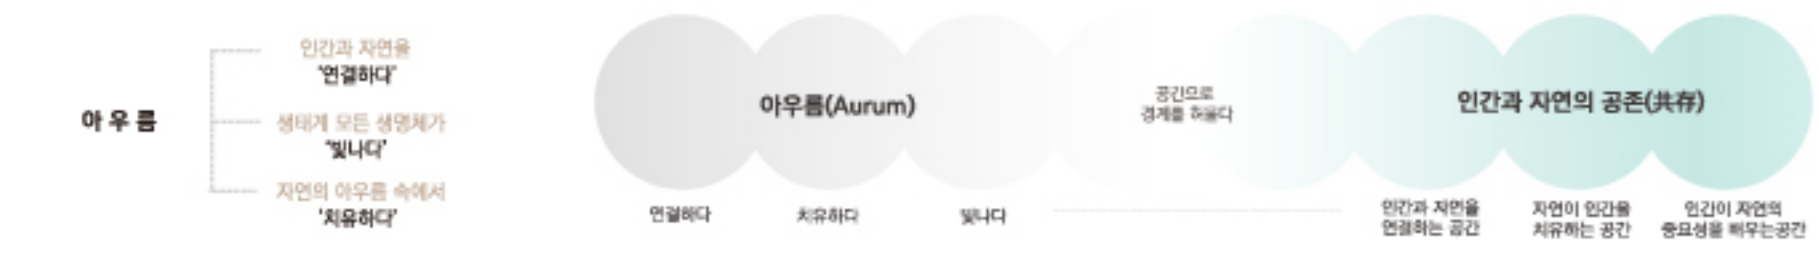 아우름
인간과 자연을
'연결하다'
생태계 모든 생명체가
'빛나다'
자연의 아우름 속에서
'치유하다'
아우름(Aurum)
공간으로
경계를 허물다
인간과 자연의 공존(共存)
연결하다
치유하다
빛나다
인간과 자연을
연결하는 공간
자연이 인간을
치유하는 공간
인간이 자연의
중요성을 배우는공간